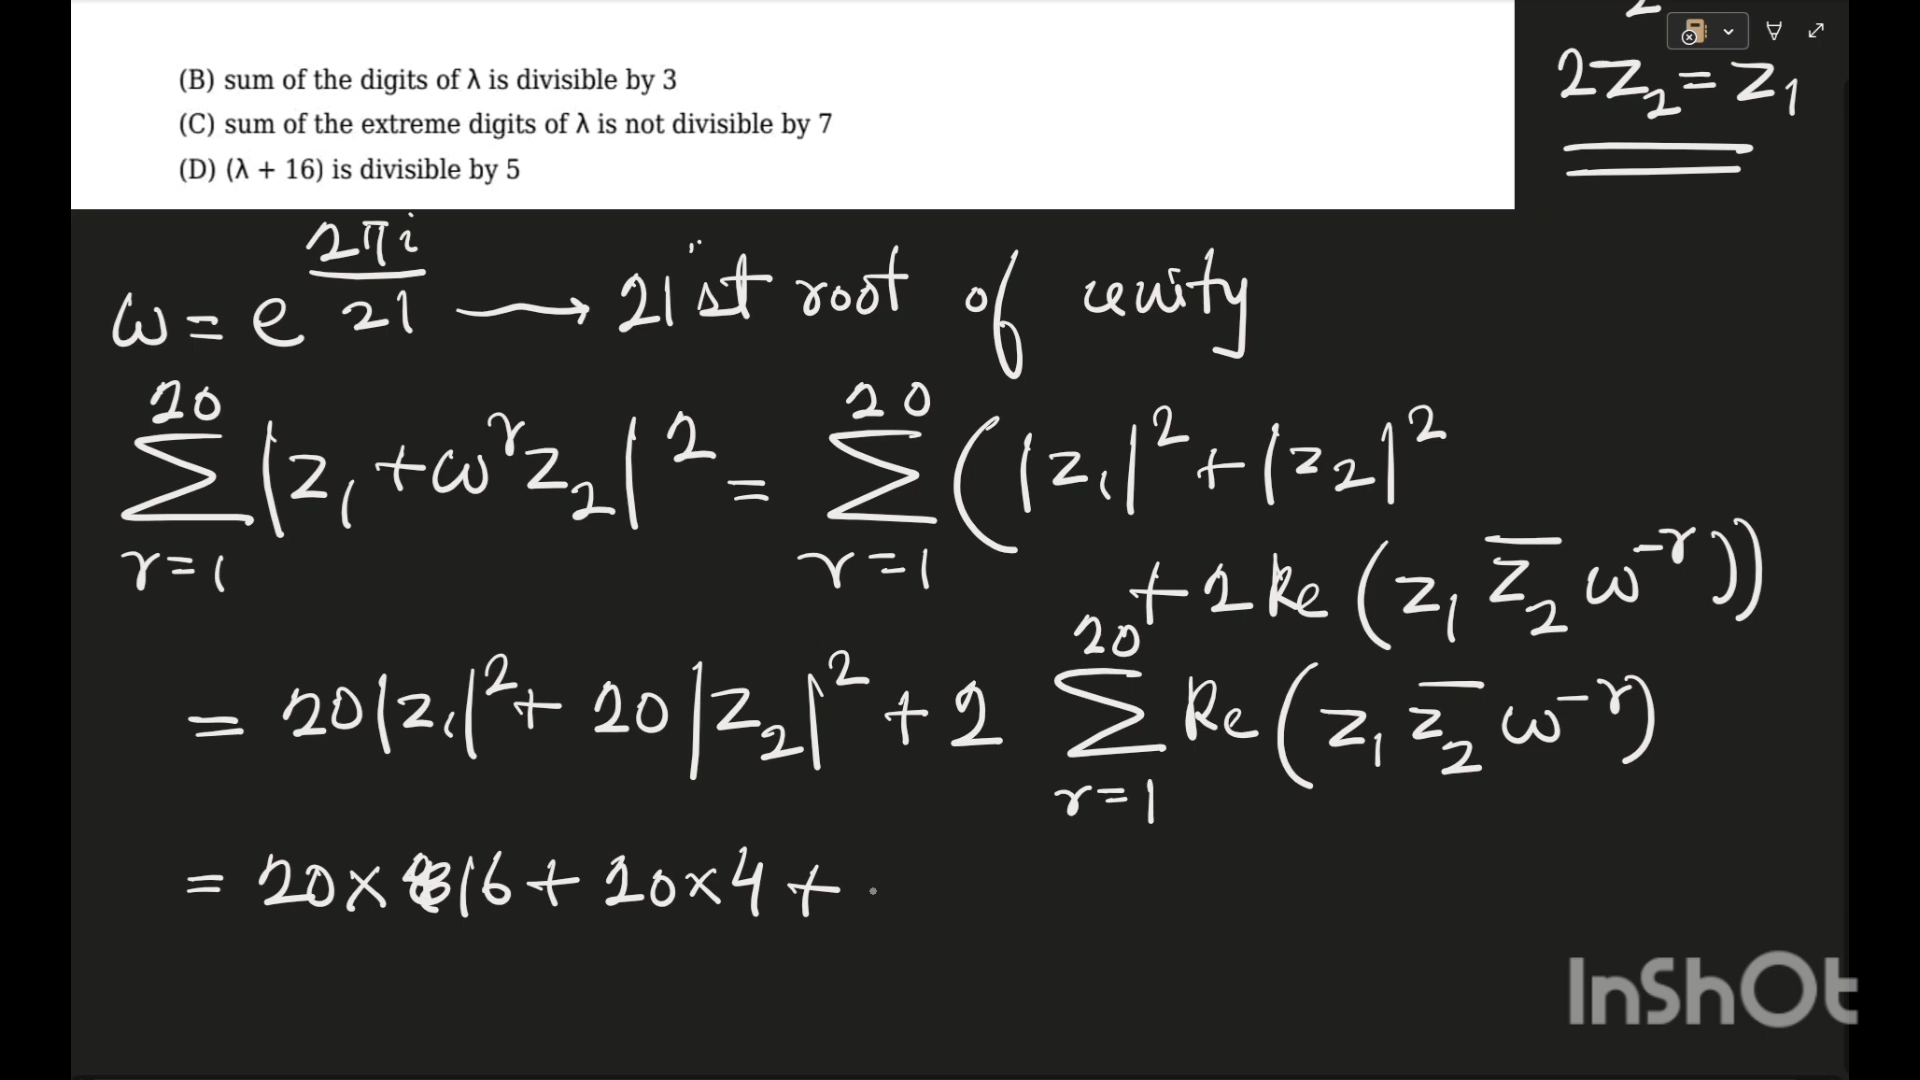 2
2z₂ = z₁
(B) sum of the digits of λ is divisible by 3
(C) sum of the extreme digits of λ is not divisible by 7
(D) (λ + 16) is divisible by 5
ω = e^(2πi/21) → 21st root of unity
∑_{r=1}^{20} |z₁ + ω^r z₂|² = ∑_{r=1}^{20} (|z₁|² + |z₂|²
+ 2 Re (z₁ z̅₂ ω^{-r}))
= 20|z₁|² + 20|z₂|² + 2 ∑_{r=1}^{20} Re (z₁ z̅₂ ω^{-r})
= 20 × 16 + 20 × 4 +
InShOt